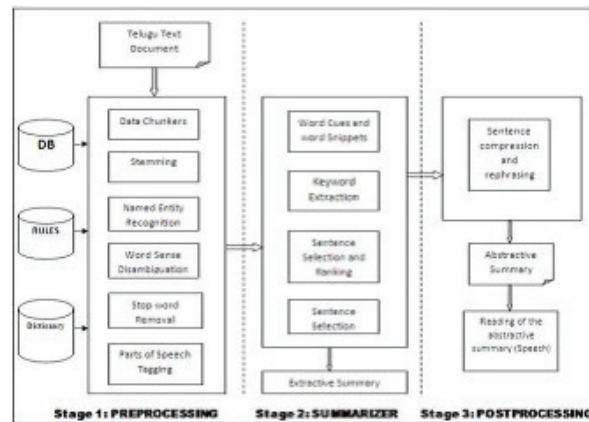 Telugu Text
Document
DB
RULES
Dictionary
Data Chunkers
Stemming
Named Entity
Recognition
Word Sense
Disambiguation
Stop word
Removal
Parts of Speech
Tagging
Stage 1: PREPROCESSING
Word Cues and
word Snippets
Keyword
Extraction
Sentence
Selection and
Ranking
Sentence
Selection
Extractive Summary
Stage 2: SUMMARIZER
Sentence
compression
and
rephrasing
Abstractive
Summary
Reading of the
abstractive
summary (Speech)
Stage 3: POSTPROCESSING